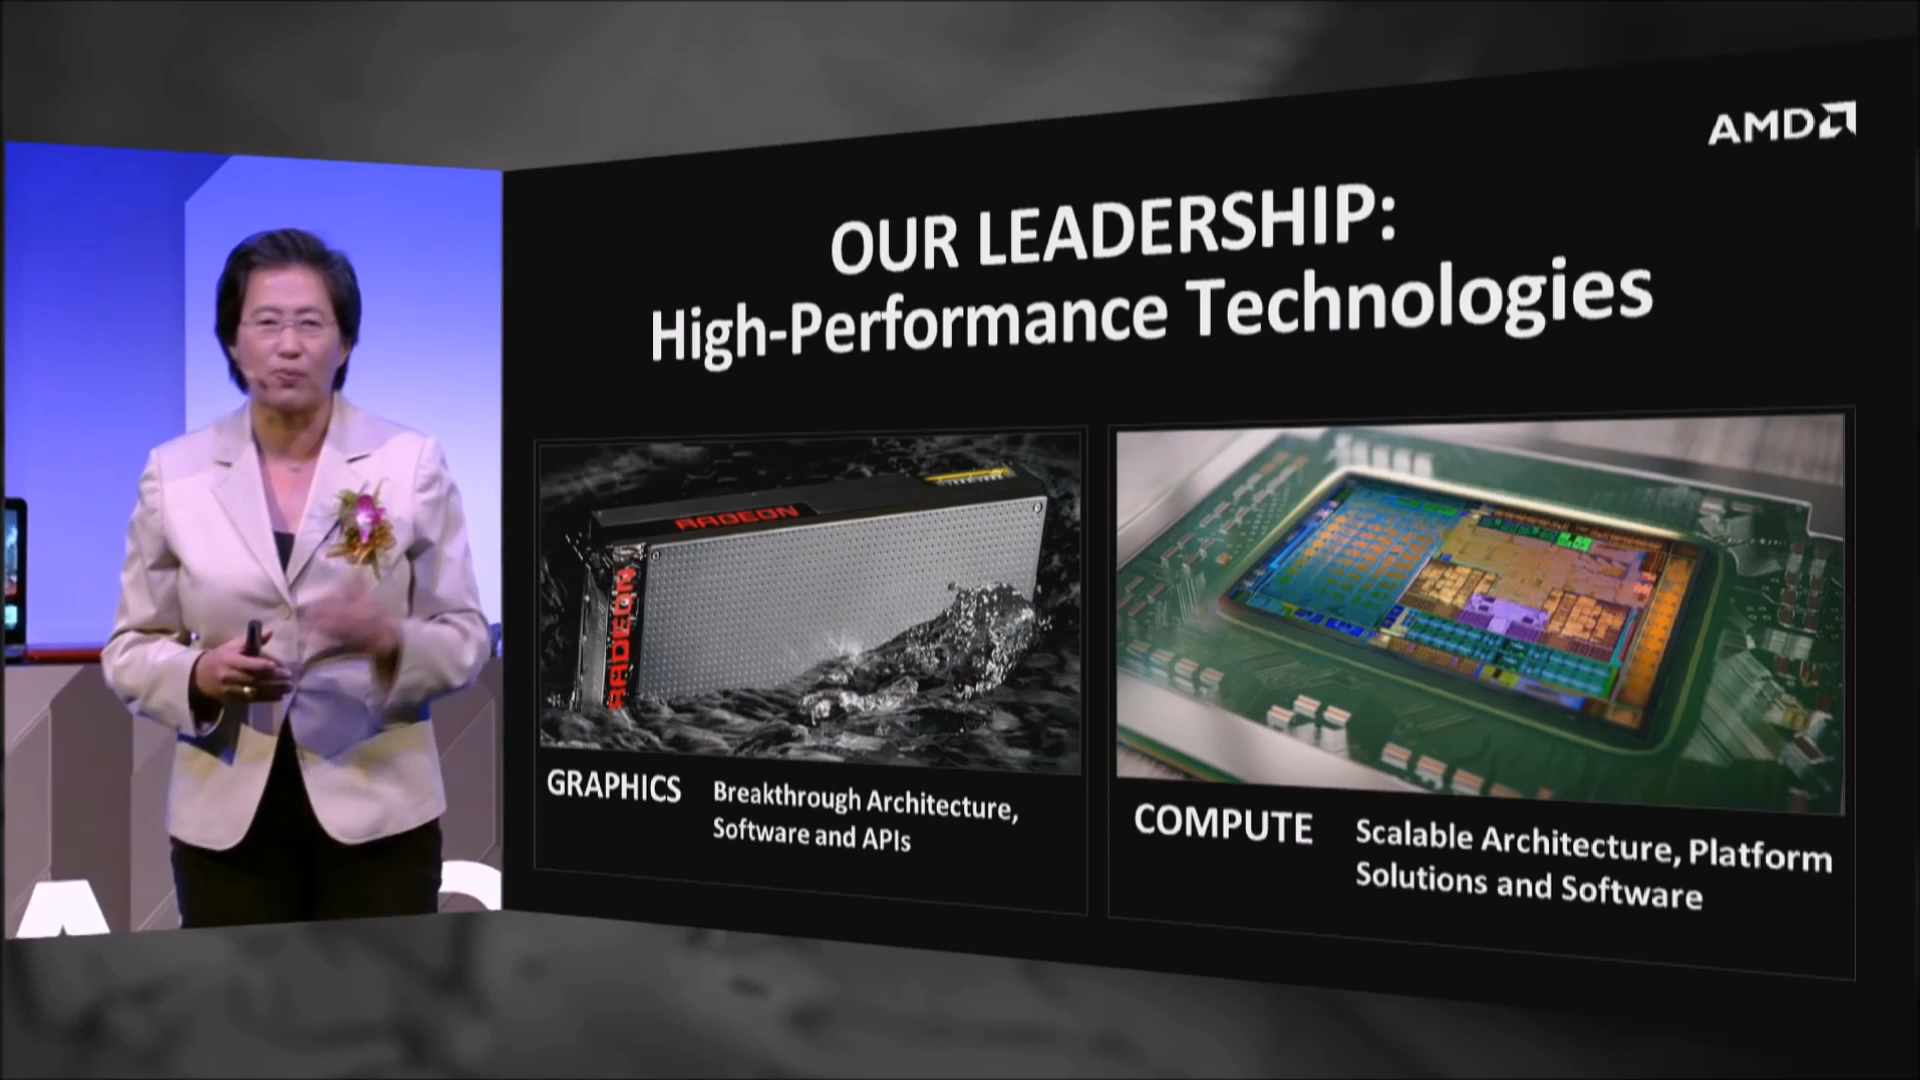 AMD
OUR LEADERSHIP:
High-Performance Technologies
RADEON
RADEON
GRAPHICS
Breakthrough Architecture,
Software and APIs
COMPUTE
Scalable Architecture, Platform
Solutions and Software